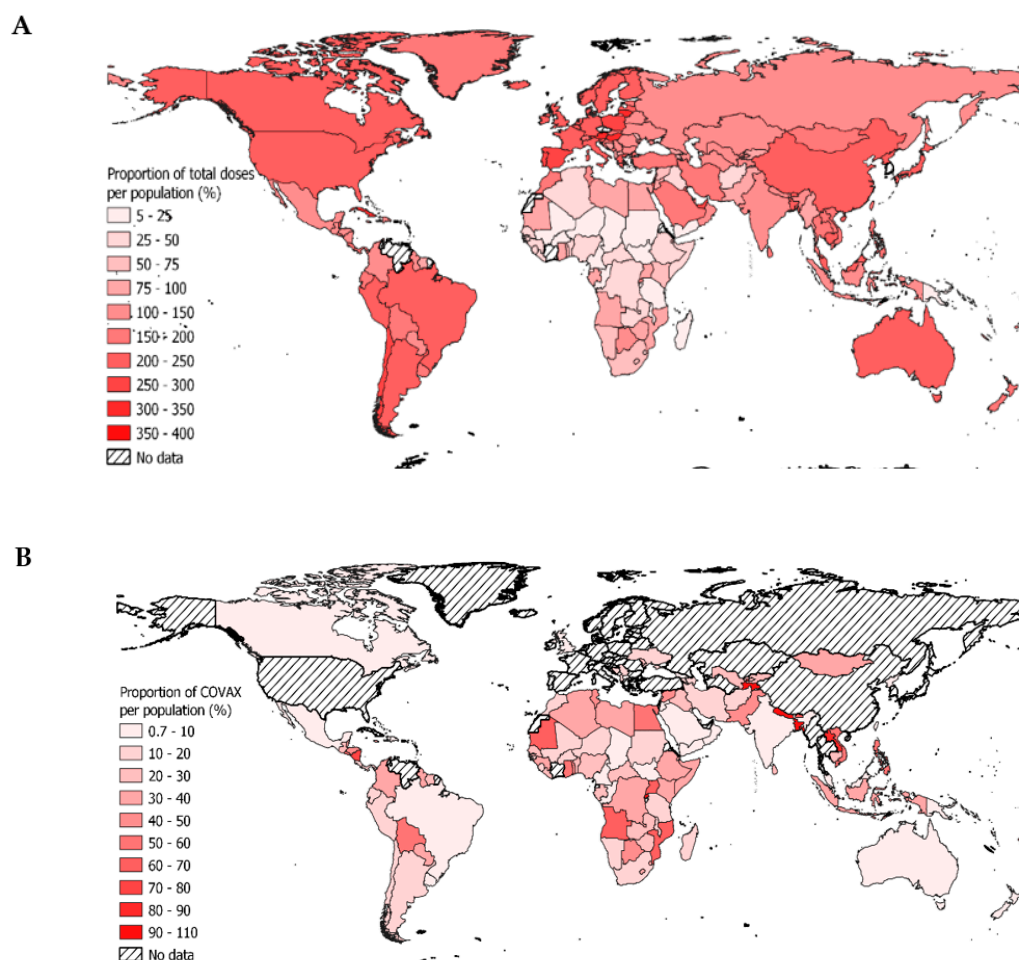 A
Proportion of total doses
per population (%)
5 - 25
25 - 50
50 - 75
75 - 100
100 - 150
150 - 200
200 - 250
250 - 300
300 - 350
350 - 400
No data
B
Proportion of COVAX
per population (%)
0.7 - 10
10 - 20
20 - 30
30 - 40
40 - 50
50 - 60
60 - 70
70 - 80
80 - 90
90 - 110
No data